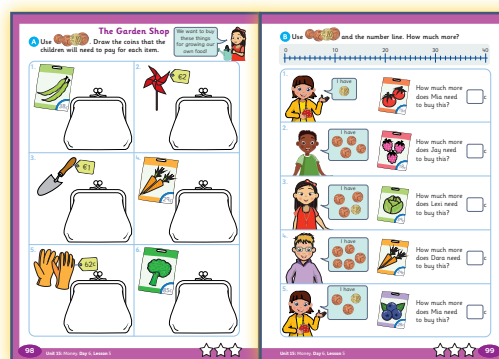 The Garden Shop
A Use . Draw the coins that the
children will need to pay for each item.
We want to buy
these things
for growing our
own food!
1.
2.
€2
3.
€1
4.
5.
62c
6.
98
Unit 15: Money. Day 4, Lesson 4
B Use and the number line. How much more?
0
10
20
30
40
1.
I have
How much more
does Mia need
to buy this?
c
2.
I have
How much more
does Jay need
to buy this?
c
3.
I have
How much more
does Lexi need
to buy this?
c
4.
I have
How much more
does Dara need
to buy this?
c
5.
I have
How much more
does Mia need
to buy this?
c
Unit 15: Money. Day 4, Lesson 4
99